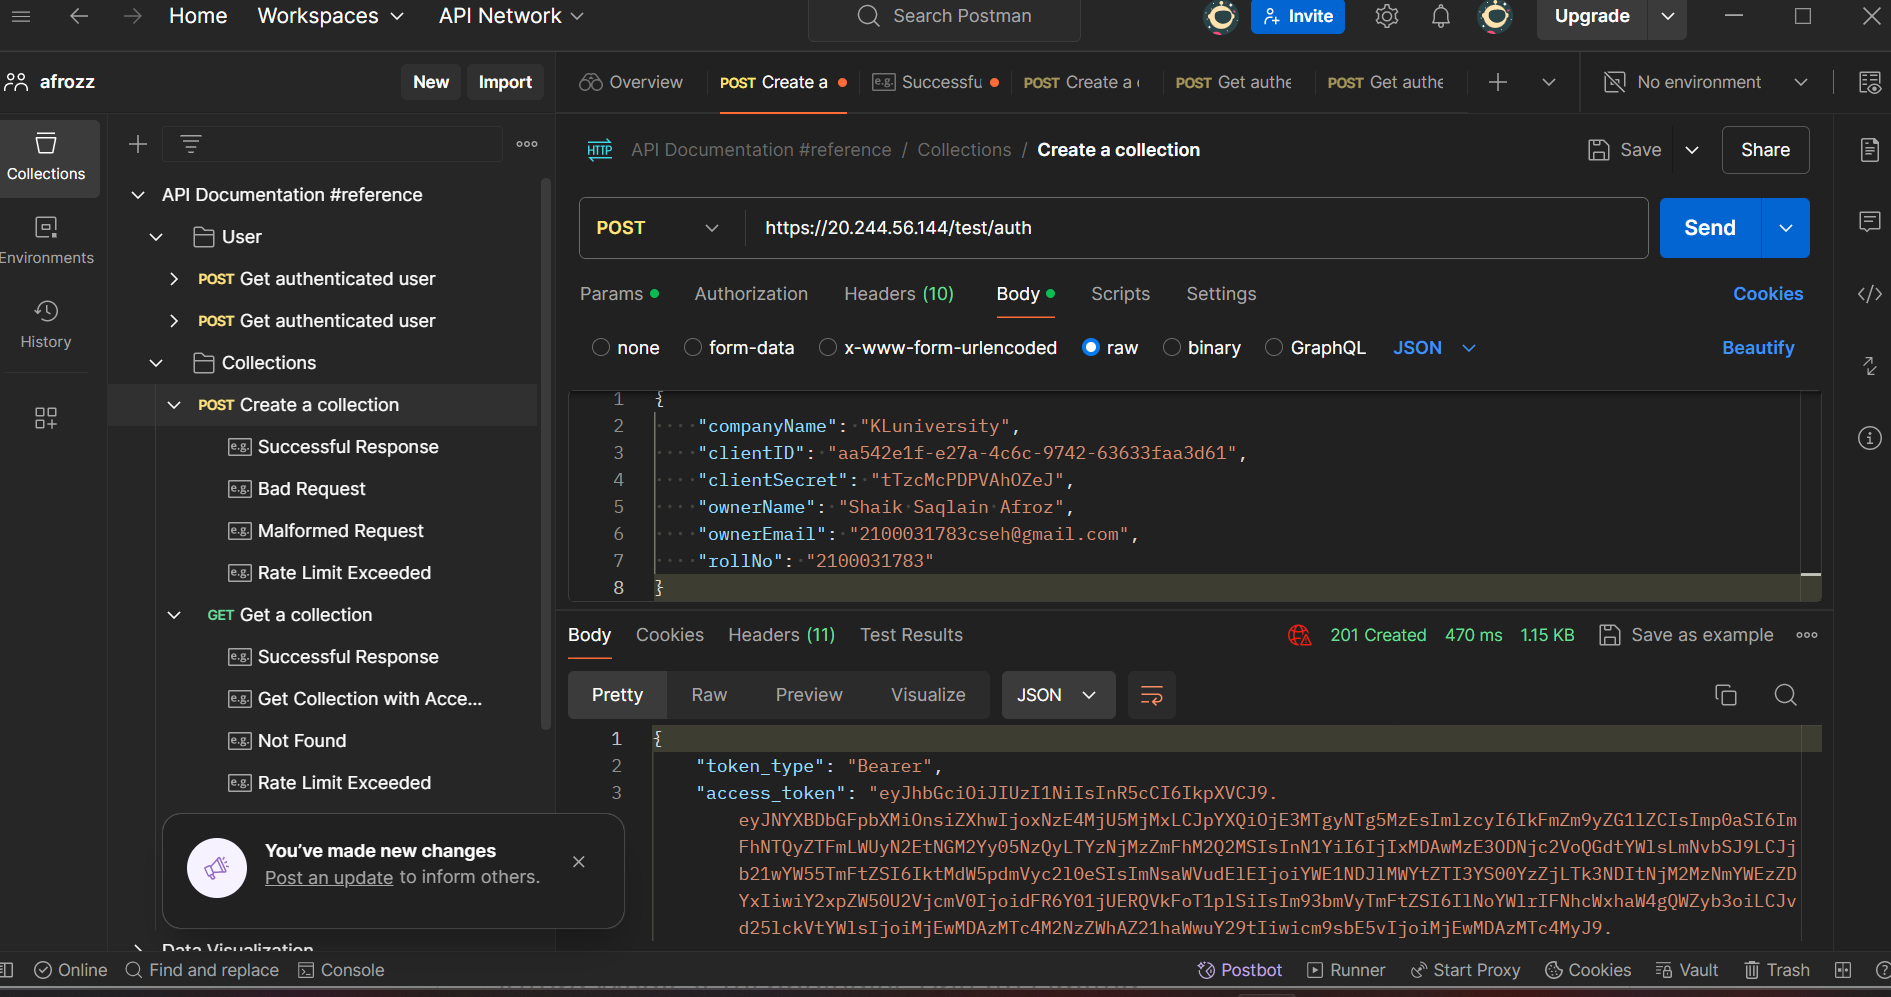 Home Workspaces API Network Search Postman Invite Upgrade
afrozz New Import Overview POST Create a Successfu POST Create a POST Get authe POST Get authe No environment
Collections
Environments
History
API Documentation #reference
User
POST Get authenticated user
POST Get authenticated user
Collections
POST Create a collection
e.g. Successful Response
e.g. Bad Request
e.g. Malformed Request
e.g. Rate Limit Exceeded
GET Get a collection
e.g. Successful Response
e.g. Get Collection with Acce...
e.g. Not Found
e.g. Rate Limit Exceeded
You've made new changes
Post an update to inform others.
Data Visualization
HTTP API Documentation #reference / Collections / Create a collection Save Share
POST https://20.244.56.144/test/auth Send
Params Authorization Headers (10) Body Scripts Settings Cookies
none form-data x-www-form-urlencoded raw binary GraphQL JSON Beautify
1 {
2 "companyName": "KLuniversity",
3 "clientID": "aa542e1f-e27a-4c6c-9742-63633faa3d61",
4 "clientSecret": "tTzcMcPDPVAhOZeJ",
5 "ownerName": "Shaik Saqlain Afroz",
6 "ownerEmail": "2100031783cseh@gmail.com",
7 "rollNo": "2100031783"
8 }
Body Cookies Headers (11) Test Results 201 Created 470 ms 1.15 KB Save as example
Pretty Raw Preview Visualize JSON
1 {
2 "token_type": "Bearer",
3 "access_token": "eyJhbGciOiJIUzI1NiIsInR5cCI6IkpXVCJ9.
eyJNYXBDbGFpbXMiOnsiZXhwIjoxNzE4MjU5MjMxLCJpYXQiOjE3MTgyNTg5MzEsImlzcyI6IkFmZm9yZG1lZCIsImp0aSI6Im
FhNTQyZTFmLWUyN2EtNGM2Yy05NzQyLTYzNjMzZmFhM2Q2MSIsInN1YiI6IjIxMDAwMzE3ODNjc2VoQGdtYWlsLmNvbSJ9LCJj
b21wYW55TmFtZSI6IktMdW5pdmVyc2l0eSIsImNsaWVudElEIjoiYWE1NDJlMWYtZTI3YS00YzZjLTk3NDItNjM2MzNmYWEzZD
YxIiwiY2xpZW50U2VjcmV0IjoidFR6Y01jUERQVkFoT1plSiIsIm93bmVyTmFtZSI6IlNoYWlrIFNhcWxhaW4gQWZyb3oiLCJv
d25lckVtYWlsIjoiMjEwMDAzMTc4M2NzZWhAZ21haWwuY29tIiwicm9sbE5vIjoiMjEwMDAzMTc4MyJ9.
Online Find and replace Console Postbot Runner Start Proxy Cookies Vault Trash